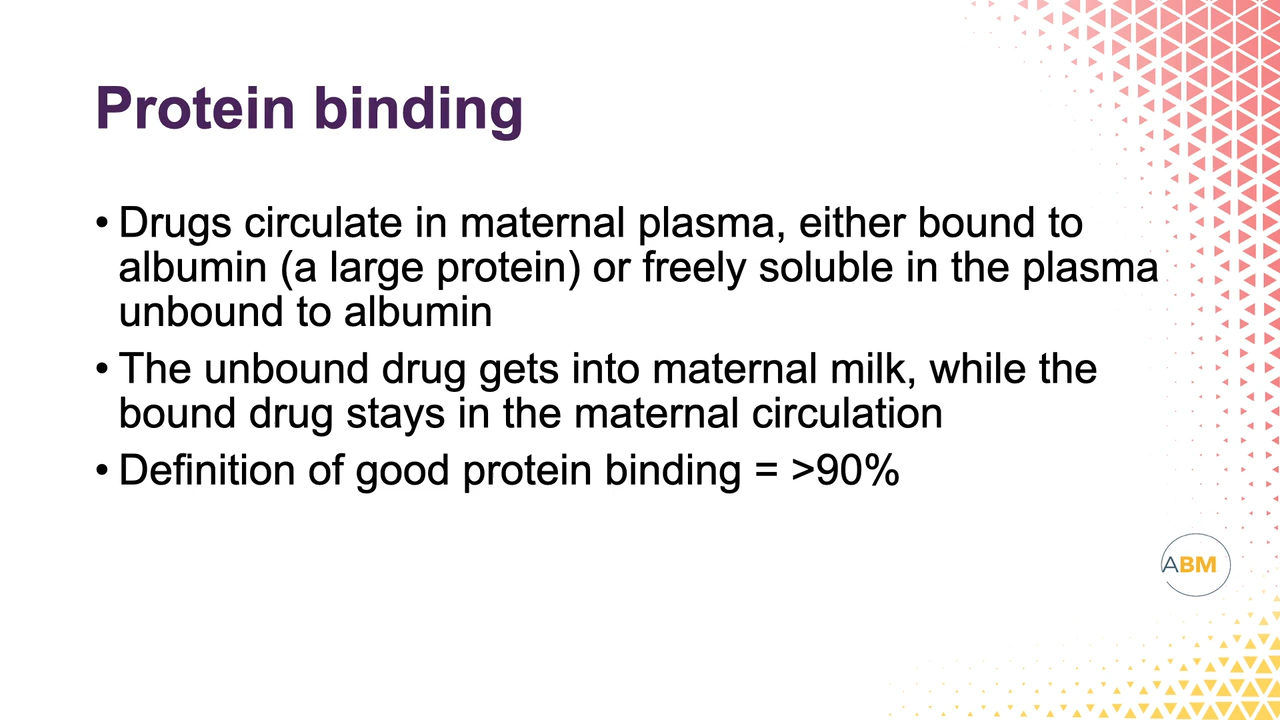 Protein binding
• Drugs circulate in maternal plasma, either bound to
albumin (a large protein) or freely soluble in the plasma
unbound to albumin
• The unbound drug gets into maternal milk, while the
bound drug stays in the maternal circulation
• Definition of good protein binding = >90%
ABM